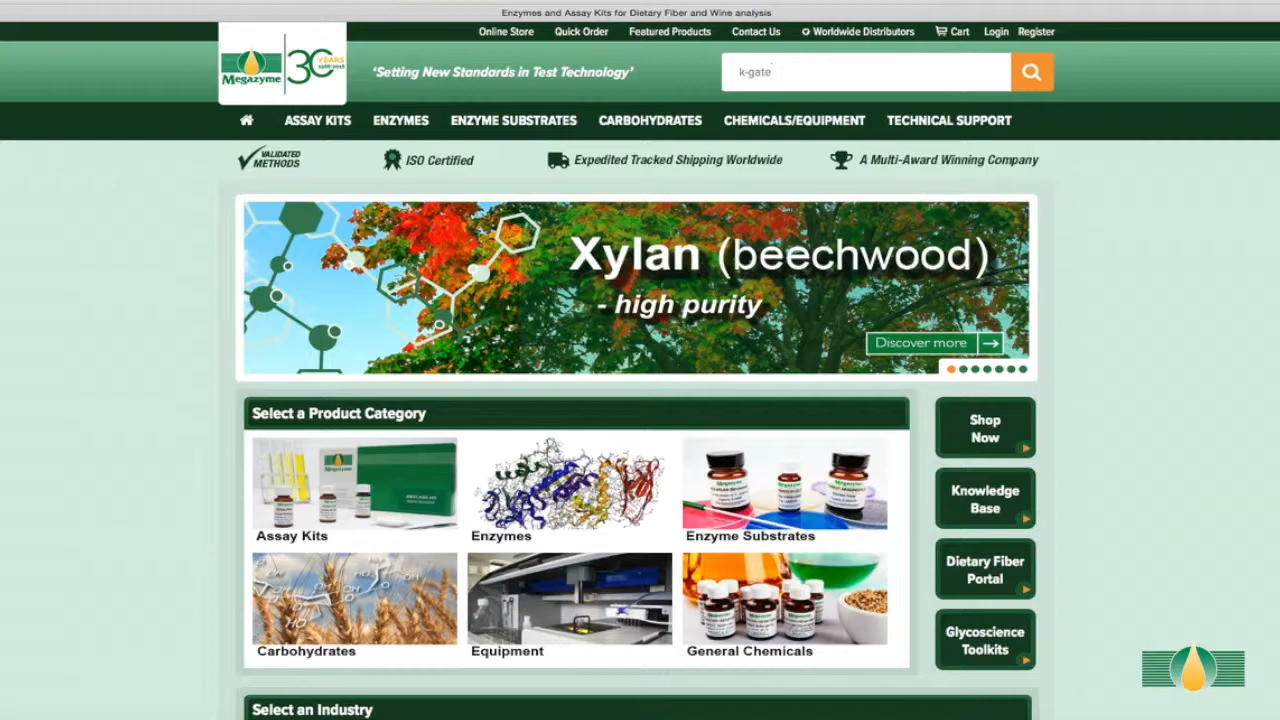 Enzymes and Assay Kits for Dietary Fiber and Wine analysis
Online Store Quick Order Featured Products Contact Us Worldwide Distributors Cart Login Register
Megazyme 30 YEARS
'Setting New Standards in Test Technology'
k-gate
ASSAY KITS ENZYMES ENZYME SUBSTRATES CARBOHYDRATES CHEMICALS/EQUIPMENT TECHNICAL SUPPORT
VALIDATED
METHODS
ISO Certified
Expedited Tracked Shipping Worldwide
A Multi-Award Winning Company
Xylan (beechwood)
- high purity
Discover more
Select a Product Category
Assay Kits
Enzymes
Enzyme Substrates
Carbohydrates
Equipment
General Chemicals
Shop
Now
Knowledge
Base
Dietary Fiber
Portal
Glycoscience
Toolkits
Select an Industry